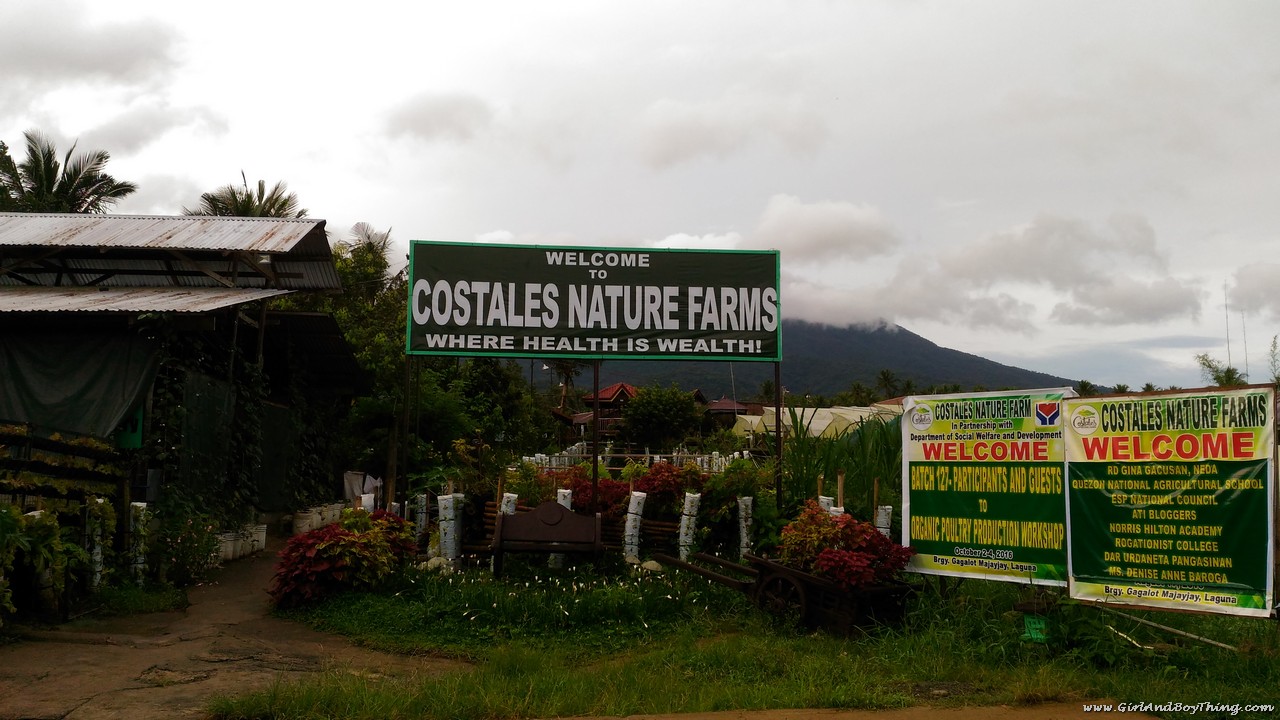 WELCOME
TO
COSTALES NATURE FARMS
WHERE HEALTH IS WEALTH!
COSTALES NATURE FARM
In Partnership with
Department of Social Welfare and Development
WELCOME
BATCH 127- PARTICIPANTS AND GUESTS
TO
ORGANIC POULTRY PRODUCTION WORKSHOP
October 2-4, 2016
Brgy. Gagalot Majayjay, Laguna
COSTALES NATURE FARMS
WELCOME
RD GINA GACUSAN, NEDA
QUEZON NATIONAL AGRICULTURAL SCHOOL
ESP NATIONAL COUNCIL
ATI BLOGGERS
NORRIS HILTON ACADEMY
ROGATIONIST COLLEGE
DAR URDANETA PANGASINAN
MS. DENISE ANNE BAROGA
Brgy. Gagalot Majayjay, Laguna
www.GirlAndBoyThing.com